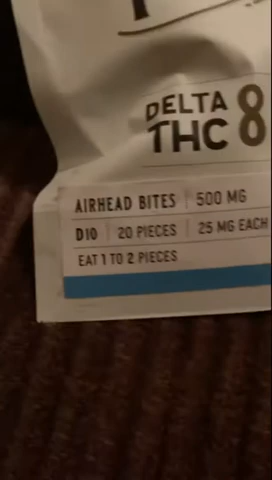 DELTA 8
THC
AIRHEAD BITES | 500 MG
D10 | 20 PIECES | 25 MG EACH
EAT 1 TO 2 PIECES